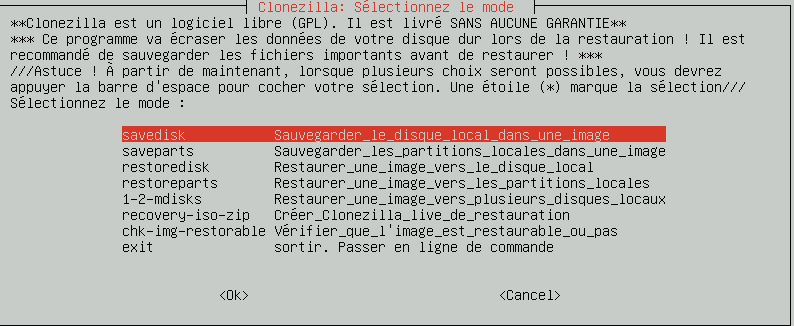 Clonezilla: Sélectionnez le mode
**Clonezilla est un logiciel libre (GPL). Il est livré SANS AUCUNE GARANTIE**
*** Ce programme va écraser les données de votre disque dur lors de la restauration ! Il est
recommandé de sauvegarder les fichiers importants avant de restaurer ! ***
///Astuce ! À partir de maintenant, lorsque plusieurs choix seront possibles, vous devrez
appuyer la barre d'espace pour cocher votre sélection. Une étoile (*) marque la sélection///
Sélectionnez le mode :
savedisk Sauvegarder_le_disque_local_dans_une_image
saveparts Sauvegarder_les_partitions_locales_dans_une_image
restoredisk Restaurer_une_image_vers_le_disque_local
restoreparts Restaurer_une_image_vers_les_partitions_locales
1-2-mdisks Restaurer_une_image_vers_plusieurs_disques_locaux
recovery-iso-zip Créer_Clonezilla_live_de_restauration
chk-img-restorable Vérifier_que_l'image_est_restaurable_ou_pas
exit sortir. Passer en ligne de commande
<Ok> <Cancel>